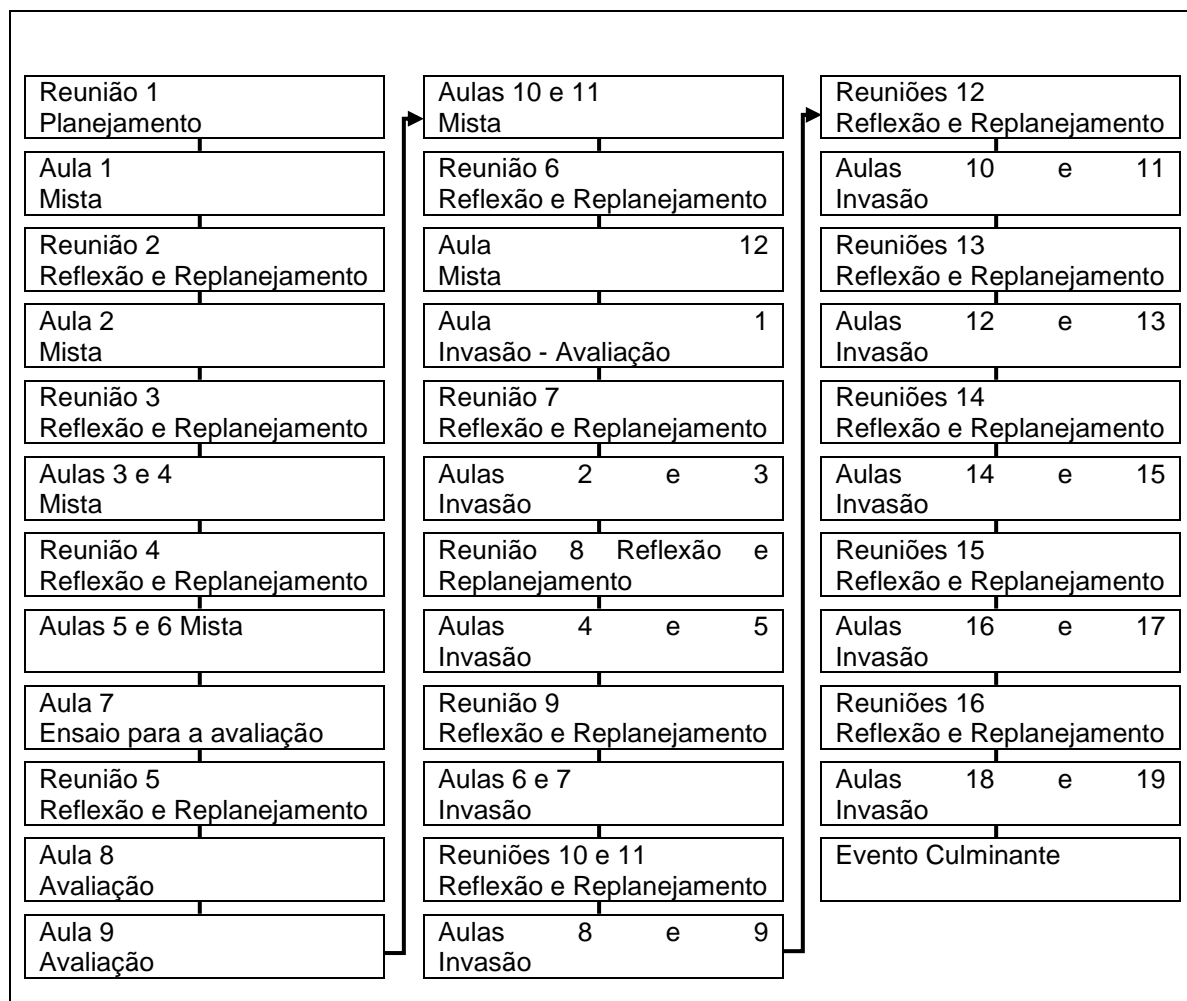 Reunião 1
Planejamento
Aula 1
Mista
Reunião 2
Reflexão e Replanejamento
Aula 2
Mista
Reunião 3
Reflexão e Replanejamento
Aulas 3 e 4
Mista
Reunião 4
Reflexão e Replanejamento
Aulas 5 e 6 Mista
Aula 7
Ensaio para a avaliação
Reunião 5
Reflexão e Replanejamento
Aula 8
Avaliação
Aula 9
Avaliação
Aulas 10 e 11
Mista
Reunião 6
Reflexão e Replanejamento
Aula 12
Mista
Aula 1
Invasão - Avaliação
Reunião 7
Reflexão e Replanejamento
Aulas 2 e 3
Invasão
Reunião 8 Reflexão e
Replanejamento
Aulas 4 e 5
Invasão
Reunião 9
Reflexão e Replanejamento
Aulas 6 e 7
Invasão
Reuniões 10 e 11
Reflexão e Replanejamento
Aulas 8 e 9
Invasão
Reuniões 12
Reflexão e Replanejamento
Aulas 10 e 11
Invasão
Reuniões 13
Reflexão e Replanejamento
Aulas 12 e 13
Invasão
Reuniões 14
Reflexão e Replanejamento
Aulas 14 e 15
Invasão
Reuniões 15
Reflexão e Replanejamento
Aulas 16 e 17
Invasão
Reuniões 16
Reflexão e Replanejamento
Aulas 18 e 19
Invasão
Evento Culminante